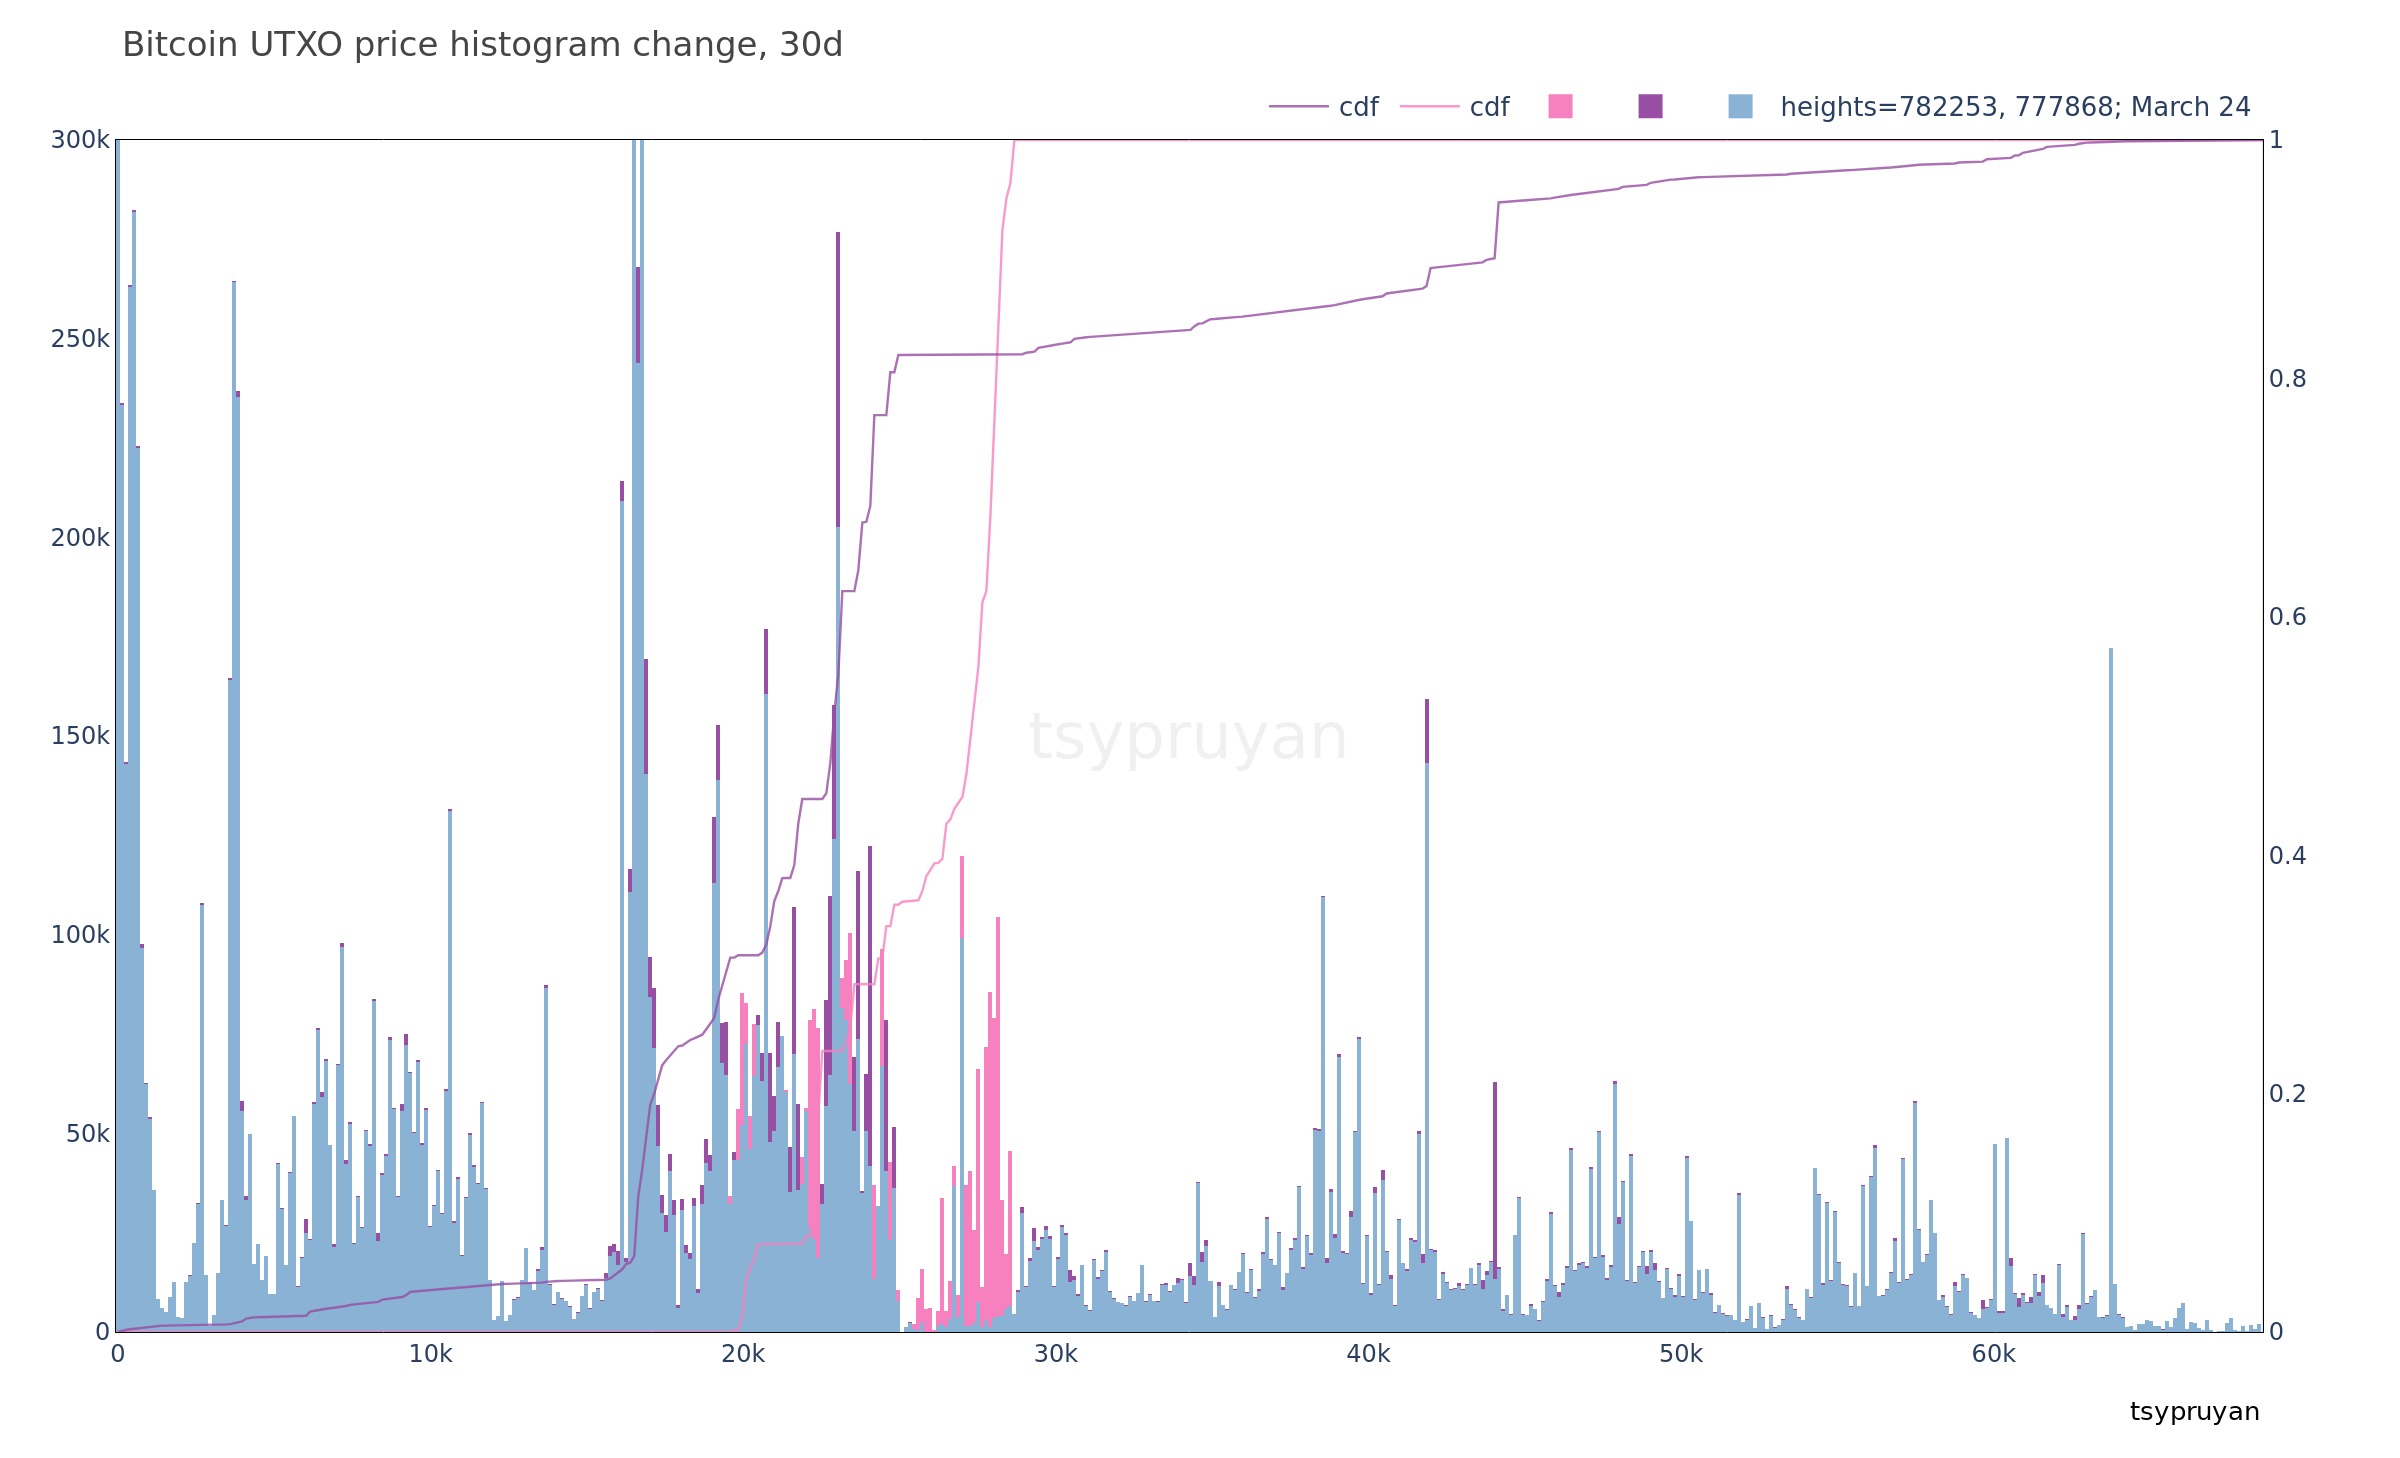 Bitcoin UTXO price histogram change, 30d
cdf cdf heights=782253, 777868; March 24
300k
250k
200k
150k
100k
50k
0
1
0.8
0.6
0.4
0.2
0
tsypruyan
0 10k 20k 30k 40k 50k 60k
tsypruyan